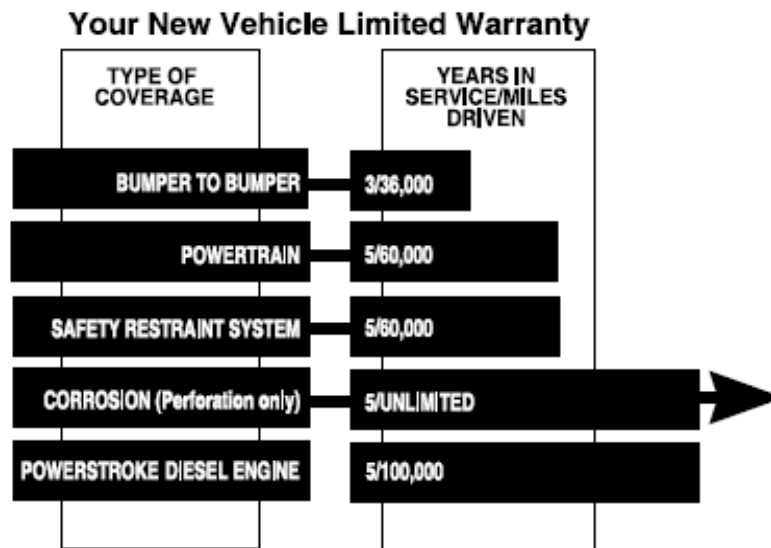 Your New Vehicle Limited Warranty
TYPE OF
COVERAGE
YEARS IN
SERVICE/MILES
DRIVEN
BUMPER TO BUMPER
3/36,000
POWERTRAIN
5/60,000
SAFETY RESTRAINT SYSTEM
5/60,000
CORROSION (Perforation only)
5/UNLIMITED
POWERSTROKE DIESEL ENGINE
5/100,000